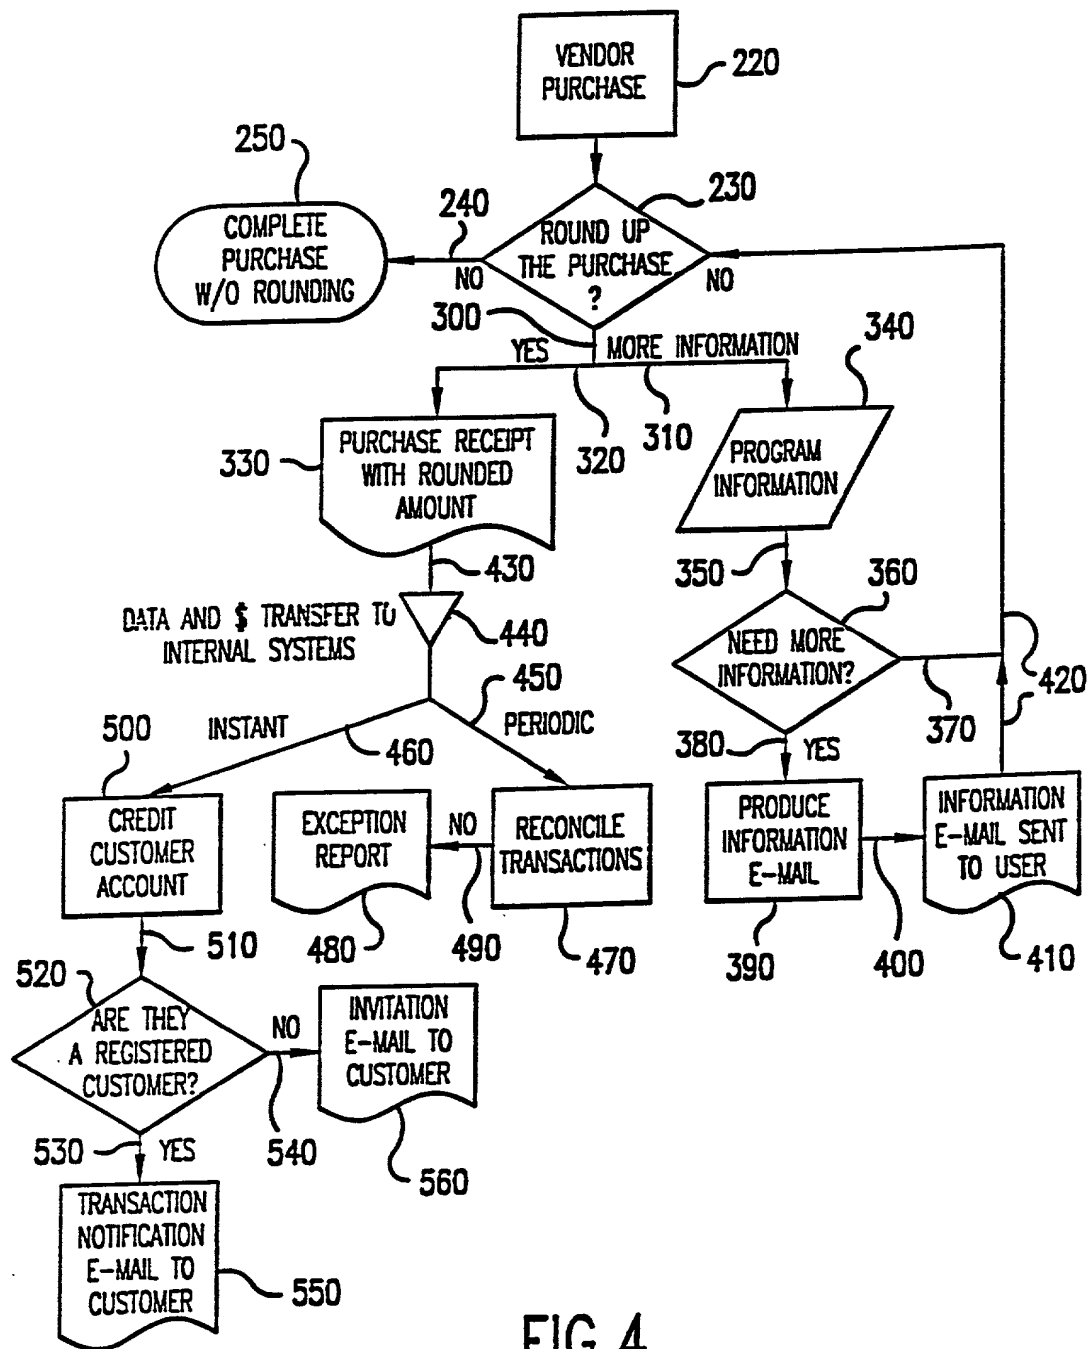 VENDOR
PURCHASE
220
250
230
240
COMPLETE
PURCHASE
W/O ROUNDING
NO
ROUND UP
THE PURCHASE
?
NO
300
YES
MORE INFORMATION
340
320
310
330
PURCHASE RECEIPT
WITH ROUNDED
AMOUNT
PROGRAM
INFORMATION
430
350
360
DATA AND $ TRANSFER TO
INTERNAL SYSTEMS
440
NEED MORE
INFORMATION?
420
370
450
INSTANT
PERIODIC
460
500
380
YES
CREDIT
CUSTOMER
ACCOUNT
EXCEPTION
REPORT
NO
RECONCILE
TRANSACTIONS
PRODUCE
INFORMATION
E-MAIL
INFORMATION
E-MAIL SENT
TO USER
480
490
470
390
400
410
510
520
ARE THEY
A REGISTERED
CUSTOMER?
NO
INVITATION
E-MAIL TO
CUSTOMER
530
YES
540
560
TRANSACTION
NOTIFICATION
E-MAIL TO
CUSTOMER
550
FIG. 4